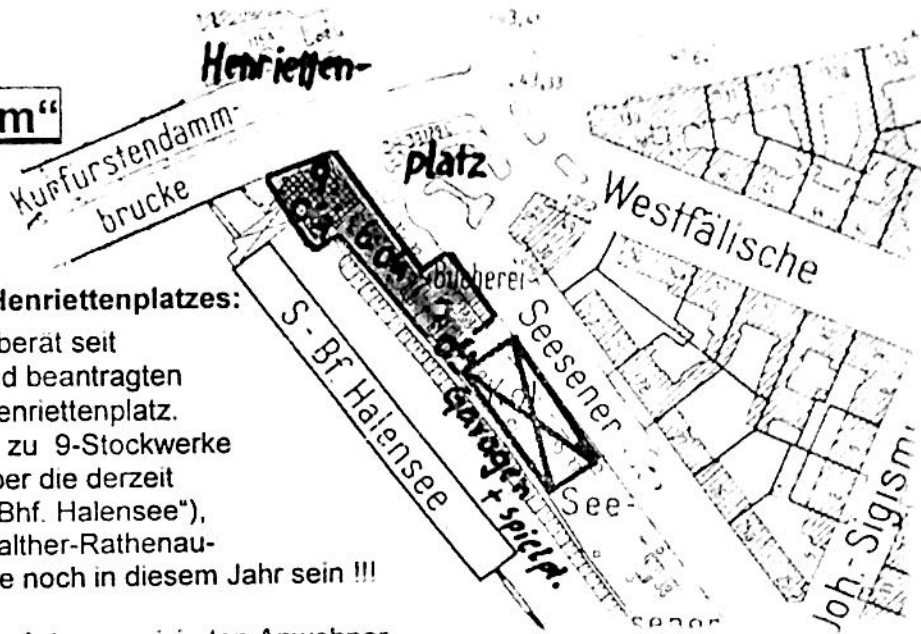 Henrietten-
platz
m“
Kurfürstendamm-
brücke
Westfälische
Bücherei
S-Bf. Halensee
Seesener
Garagen
+ spielpl.
See-
Joh.-Sigism
Henriettenplatzes:
berät seit
d beantragten
enriettenplatz.
zu 9-Stockwerke
ber die derzeit
Bhf. Halensee“),
alther-Rathenau-
e noch in diesem Jahr sein !!!